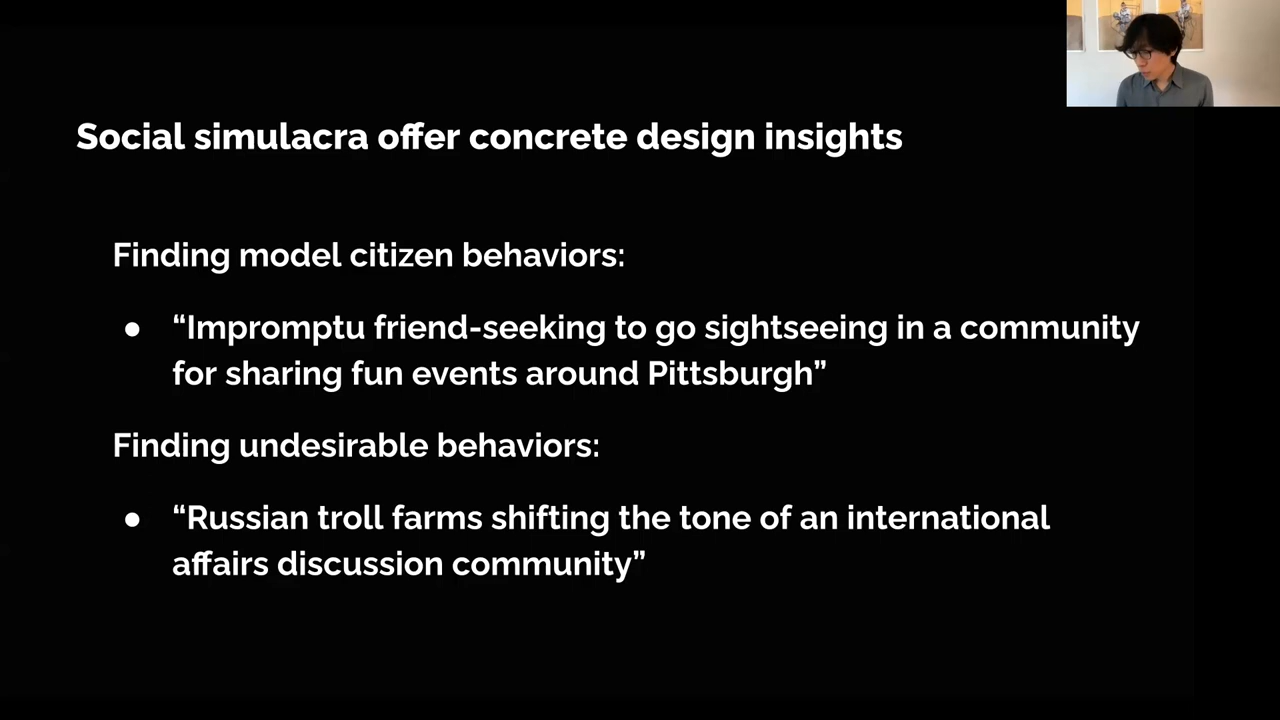 Social simulacra offer concrete design insights
Finding model citizen behaviors:
● “Impromptu friend-seeking to go sightseeing in a community
for sharing fun events around Pittsburgh”
Finding undesirable behaviors:
● “Russian troll farms shifting the tone of an international
affairs discussion community”